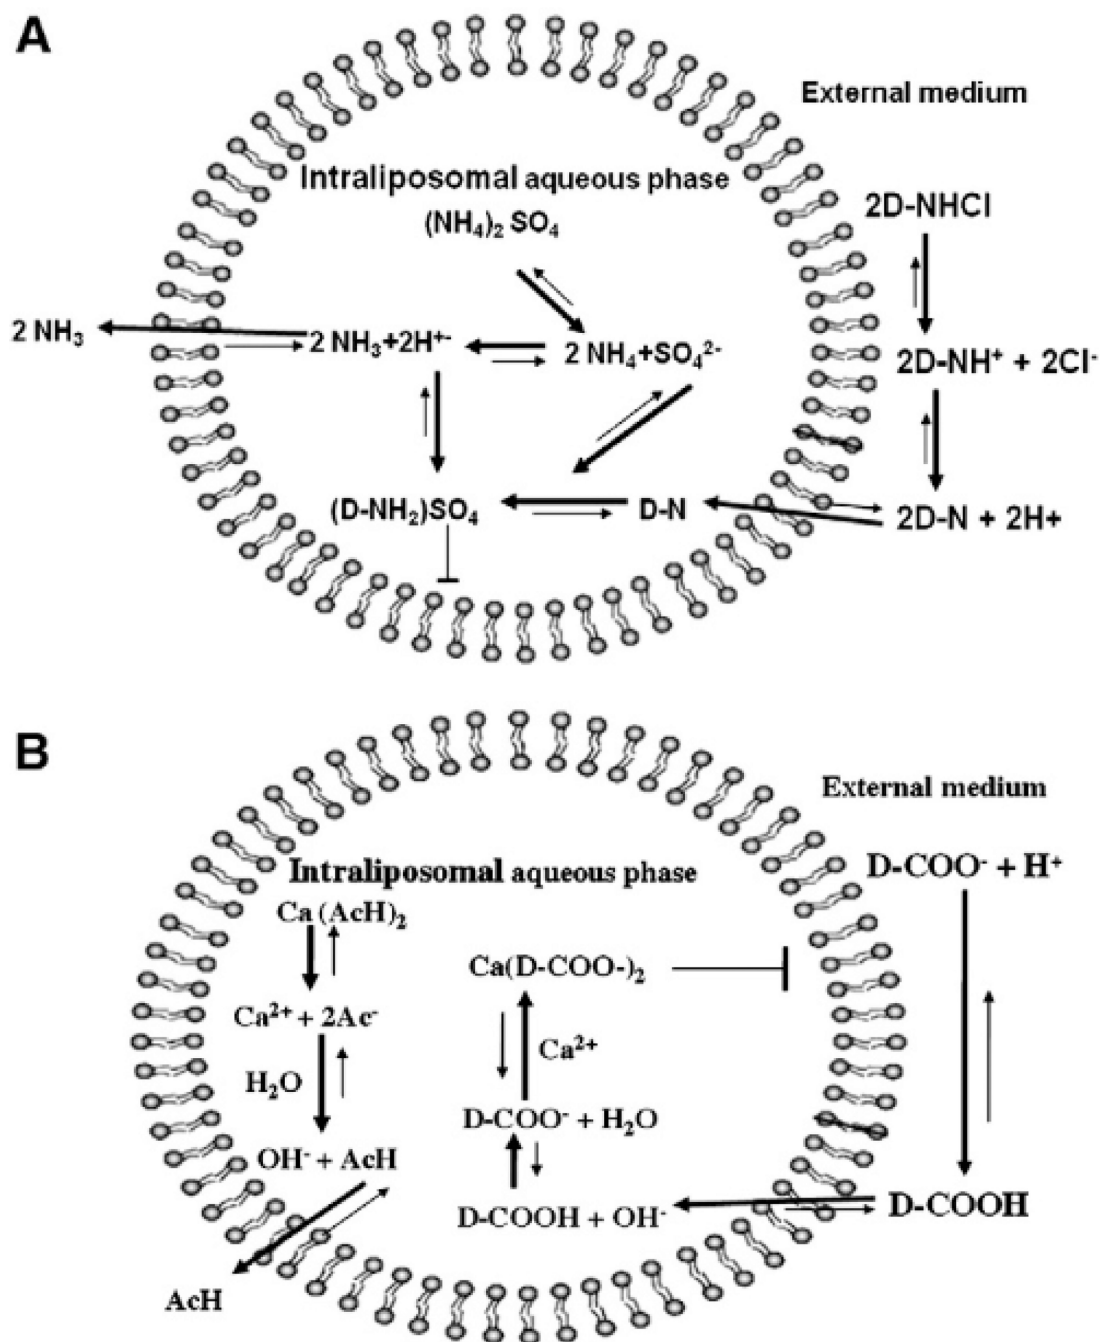 A
External medium
Intraliposomal aqueous phase
(NH₄)₂ SO₄
2D-NHCl
2 NH₃
2 NH₃+2H⁺⁻
2 NH₄+SO₄²⁻
2D-NH⁺ + 2Cl⁻
(D-NH₂)SO₄
D-N
2D-N + 2H+
B
External medium
Intraliposomal aqueous phase
D-COO⁻ + H⁺
Ca (AcH)₂
Ca(D-COO-)₂
Ca²⁺ + 2Ac⁻
Ca²⁺
H₂O
D-COO⁻ + H₂O
OH⁻ + AcH
D-COOH + OH⁻
D-COOH
AcH